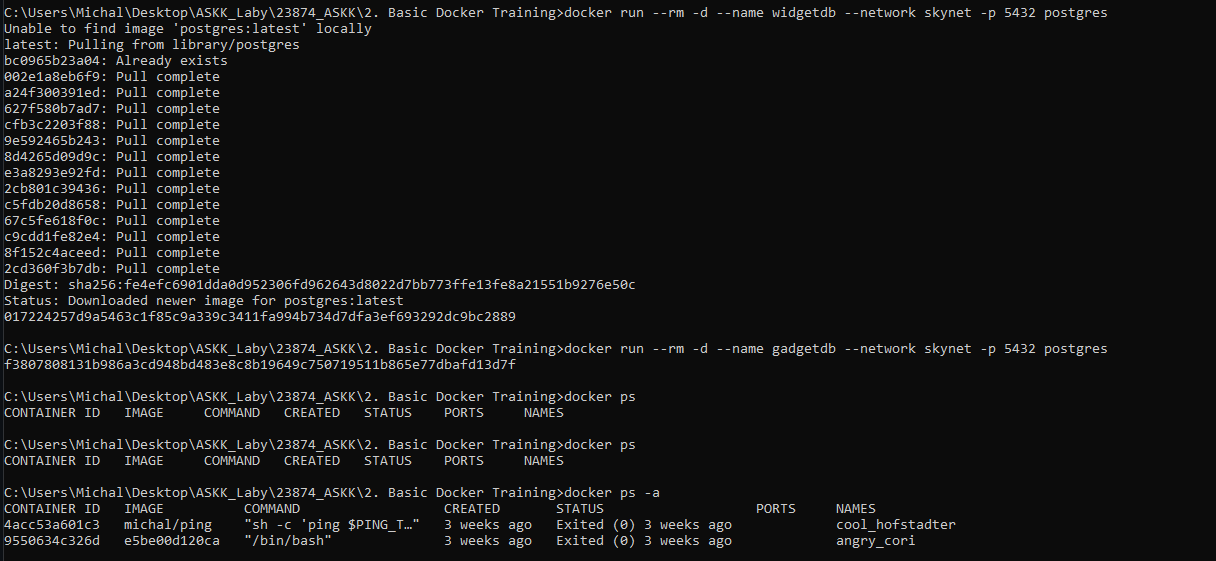 C:\Users\Michal\Desktop\ASKK_Laby\23874_ASKK\2. Basic Docker Training>docker run --rm -d --name widgetdb --network skynet -p 5432 postgres
Unable to find image 'postgres:latest' locally
latest: Pulling from library/postgres
bc0965b23a04: Already exists
002e1a8eb6f9: Pull complete
a24f300391ed: Pull complete
627f580b7ad7: Pull complete
cfb3c2203f88: Pull complete
9e592465b243: Pull complete
8d4265d09d9c: Pull complete
e3a8293e92fd: Pull complete
2cb801c39436: Pull complete
c5fdb20d8658: Pull complete
67c5fe618f0c: Pull complete
c9cdd1fe82e4: Pull complete
8f152c4aceed: Pull complete
2cd360f3b7db: Pull complete
Digest: sha256:fe4efc6901dda0d952306fd962643d8022d7bb773ffe13fe8a21551b9276e50c
Status: Downloaded newer image for postgres:latest
017224257d9a5463c1f85c9a339c3411fa994b734d7dfa3ef693292dc9bc2889
C:\Users\Michal\Desktop\ASKK_Laby\23874_ASKK\2. Basic Docker Training>docker run --rm -d --name gadgetdb --network skynet -p 5432 postgres
f3807808131b986a3cd948bd483e8c8b19649c750719511b865e77dbafd13d7f
C:\Users\Michal\Desktop\ASKK_Laby\23874_ASKK\2. Basic Docker Training>docker ps
CONTAINER ID   IMAGE     COMMAND   CREATED   STATUS    PORTS     NAMES
C:\Users\Michal\Desktop\ASKK_Laby\23874_ASKK\2. Basic Docker Training>docker ps
CONTAINER ID   IMAGE     COMMAND   CREATED   STATUS    PORTS     NAMES
C:\Users\Michal\Desktop\ASKK_Laby\23874_ASKK\2. Basic Docker Training>docker ps -a
CONTAINER ID   IMAGE          COMMAND                  CREATED       STATUS                   PORTS     NAMES
4acc53a601c3   michal/ping    "sh -c 'ping $PING_T…"   3 weeks ago   Exited (0) 3 weeks ago             cool_hofstadter
9550634c326d   e5be00d120ca   "/bin/bash"              3 weeks ago   Exited (0) 3 weeks ago             angry_cori